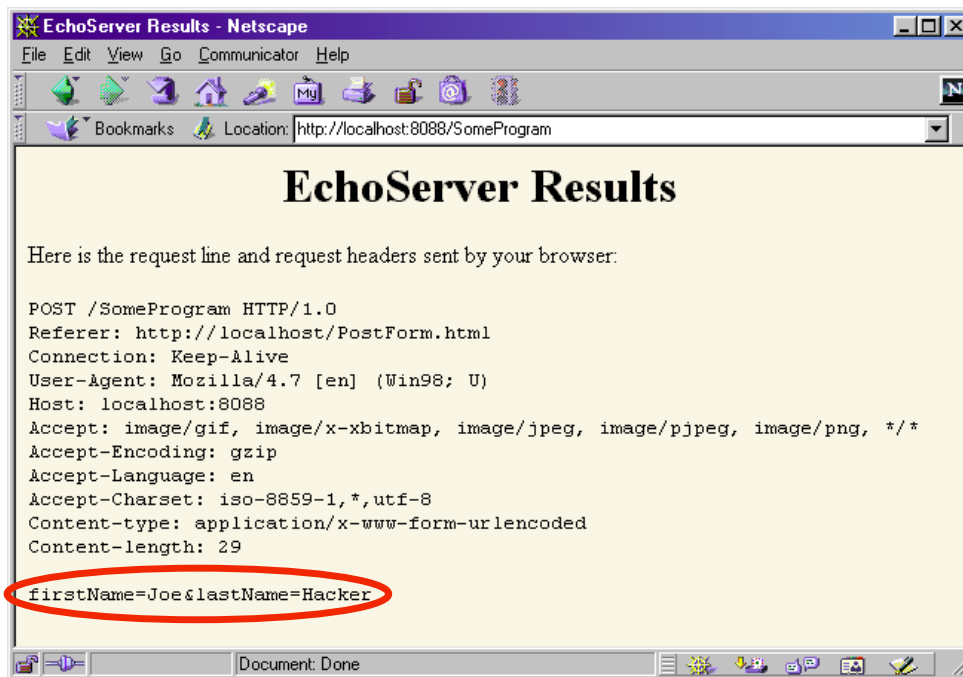 EchoServer Results - Netscape
File Edit View Go Communicator Help
My
N
Bookmarks Location: http://localhost:8088/SomeProgram
EchoServer Results
Here is the request line and request headers sent by your browser:
POST /SomeProgram HTTP/1.0
Referer: http://localhost/PostForm.html
Connection: Keep-Alive
User-Agent: Mozilla/4.7 [en] (Win98; U)
Host: localhost:8088
Accept: image/gif, image/x-xbitmap, image/jpeg, image/pjpeg, image/png, */*
Accept-Encoding: gzip
Accept-Language: en
Accept-Charset: iso-8859-1,*,utf-8
Content-type: application/x-www-form-urlencoded
Content-length: 29
firstName=Joe&lastName=Hacker
Document: Done